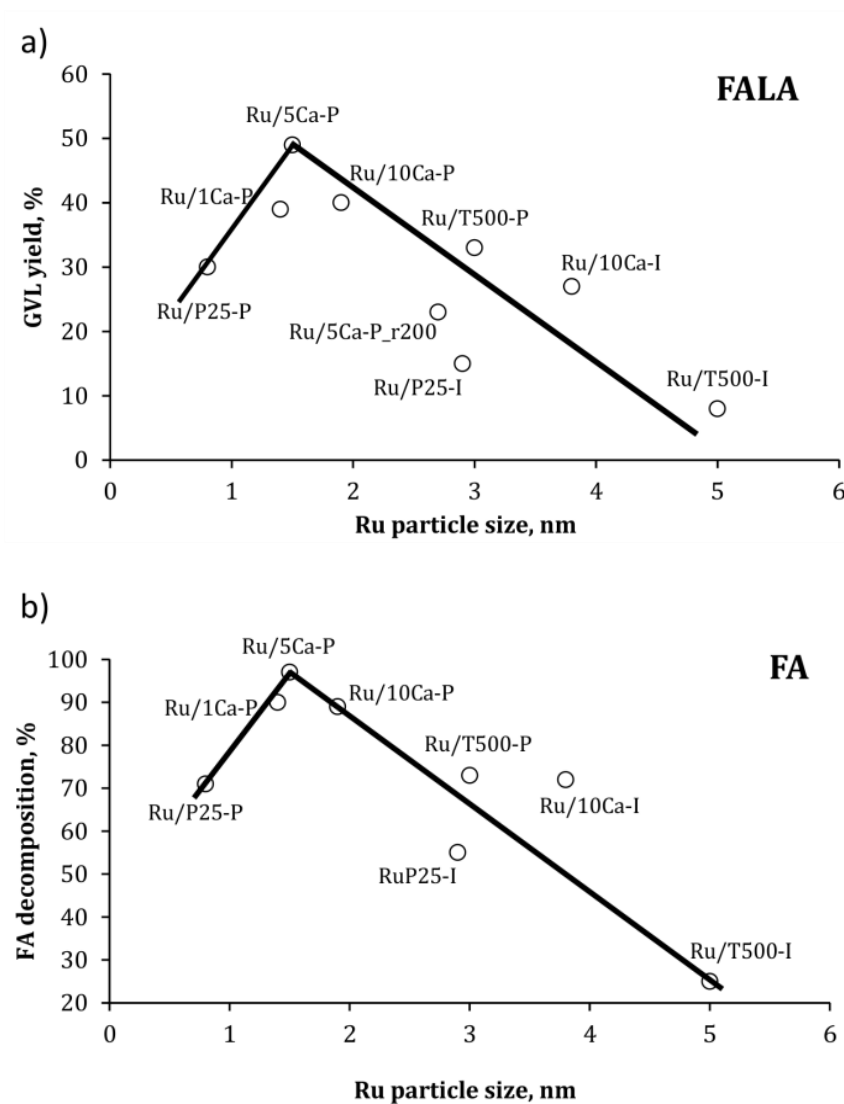 a)
FALA
60
50
40
30
20
10
0
GVL yield, %
Ru/5Ca-P
Ru/1Ca-P
Ru/10Ca-P
Ru/T500-P
Ru/10Ca-I
Ru/P25-P
Ru/5Ca-P_r200
Ru/P25-I
Ru/T500-I
0 1 2 3 4 5 6
Ru particle size, nm
b)
FA
100
90
80
70
60
50
40
30
20
FA decomposition, %
Ru/5Ca-P
Ru/1Ca-P
Ru/10Ca-P
Ru/T500-P
Ru/10Ca-I
Ru/P25-P
RuP25-I
Ru/T500-I
0 1 2 3 4 5 6
Ru particle size, nm